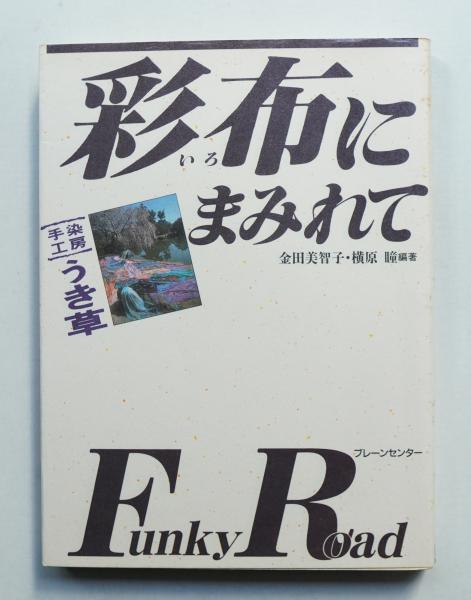 彩布に
いろ
まみれて
金田美智子・横原 瞳編著
手染
工房
うき草
ブレーンセンター
Funky Road